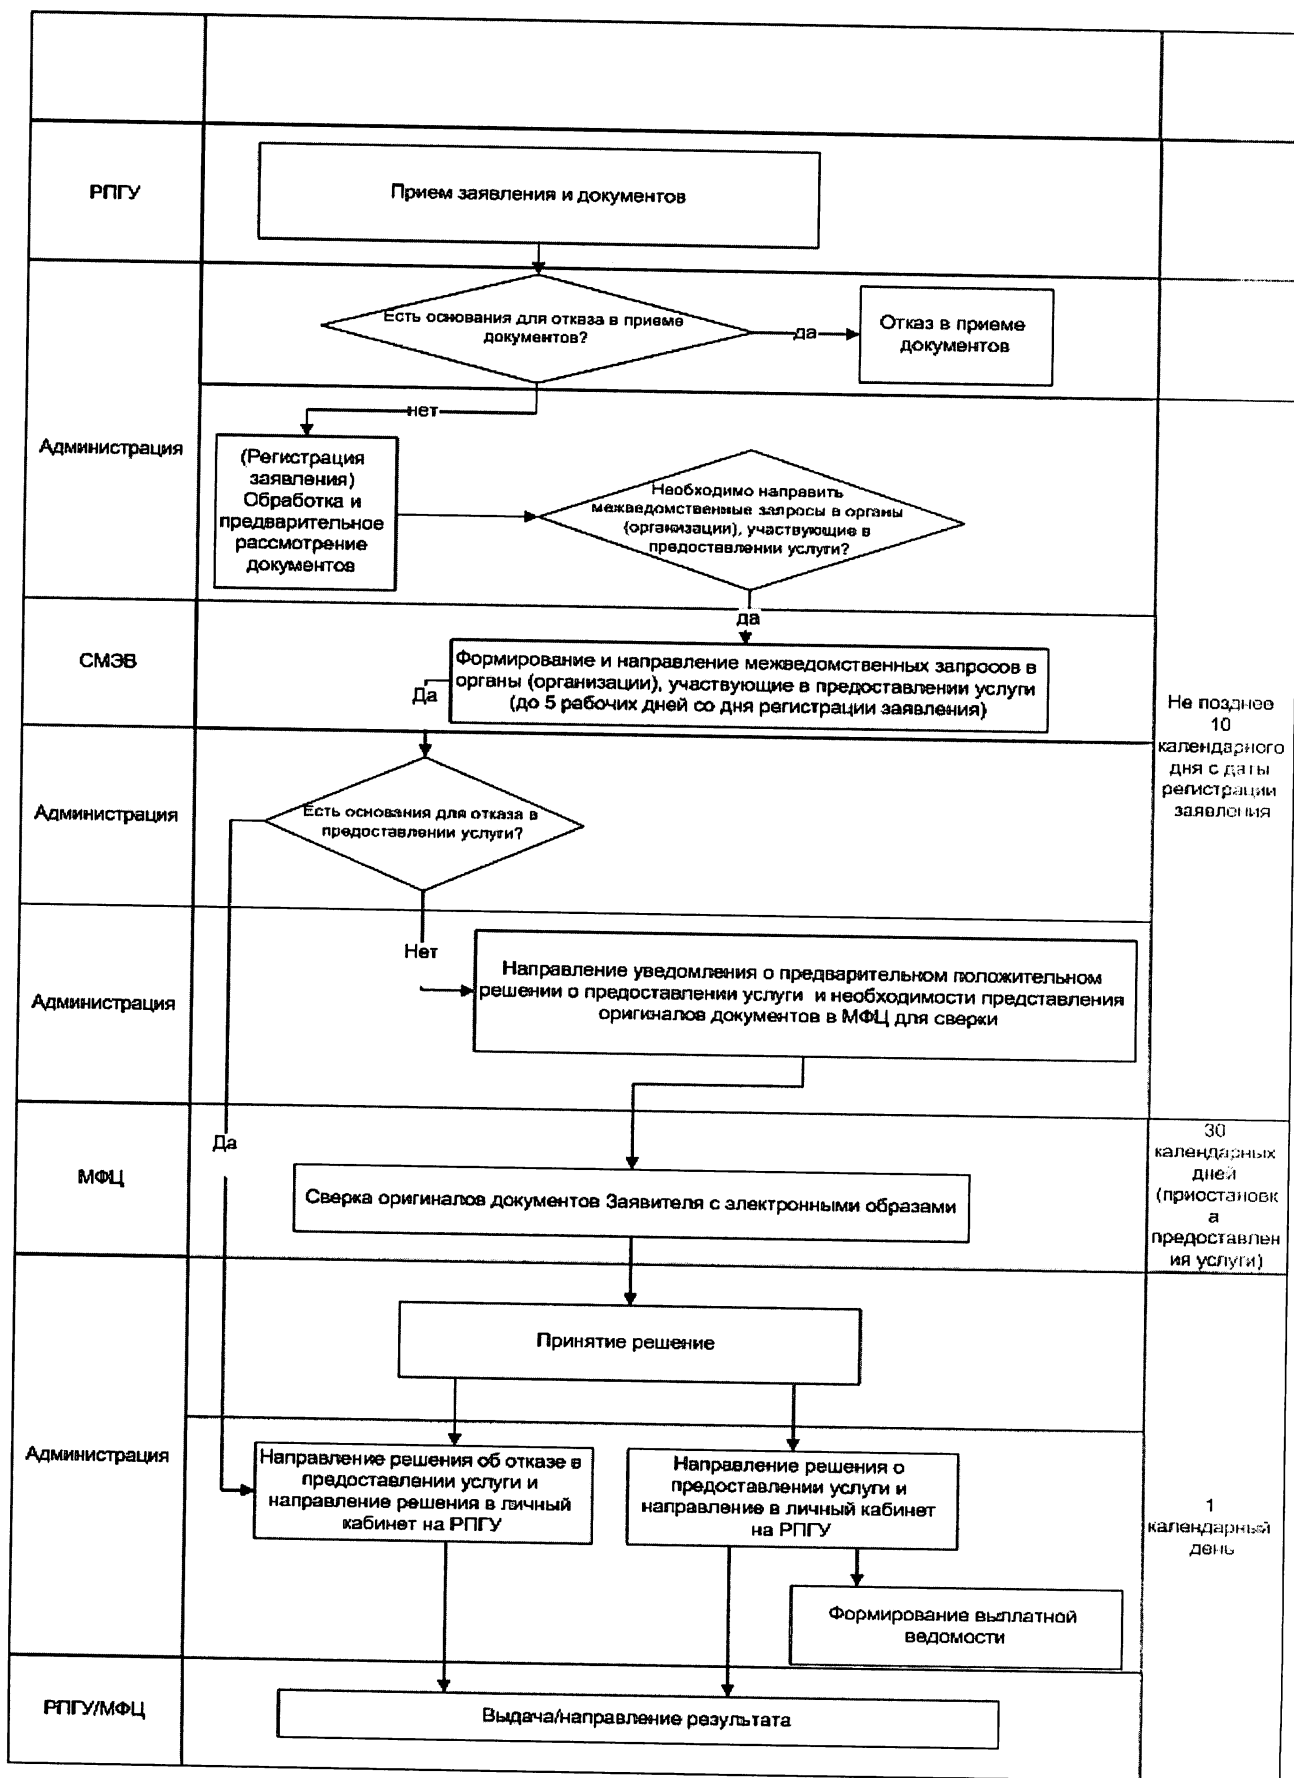 РПГУ
Прием заявления и документов
Есть основания для отказа в приеме
документов?
да
Отказ в приеме
документов
нет
Администрация
(Регистрация
заявления)
Обработка и
предварительное
рассмотрение
документов
Необходимо направить
межведомственные запросы в органы
(организации), участвующие в
предоставлении услуги?
да
СМЭВ
Формирование и направление межведомственных запросов в
органы (организации), участвующие в предоставлении услуги
(до 5 рабочих дней со дня регистрации заявления)
Да
Не позднее
10
календарного
дня с даты
регистрации
заявления
Администрация
Есть основания для отказа в
предоставлении услуги?
Нет
Администрация
Направление уведомления о предварительном положительном
решении о предоставлении услуги и необходимости представления
оригиналов документов в МФЦ для сверки
Да
МФЦ
Сверка оригиналов документов Заявителя с электронными образами
30
календарных
дней
(приостановк
а
предоставлен
ия услуги)
Принятие решение
Администрация
Направление решения об отказе в
предоставлении услуги и
направление решения в личный
кабинет на РПГУ
Направление решения о
предоставлении услуги и
направление в личный кабинет
на РПГУ
1
календарный
день
Формирование выплатной
ведомости
РПГУ/МФЦ
Выдача/направление результата